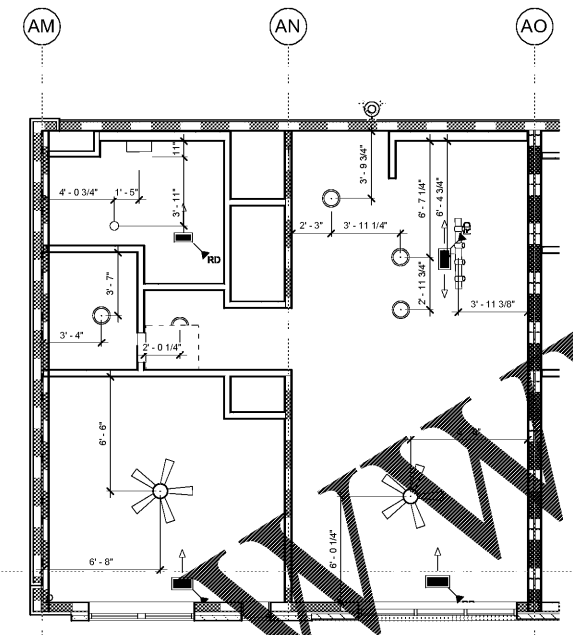 AM AN AO
11"
4' - 0 3/4" 1' - 5"
3' - 11"
RD
3' - 9 3/4"
2' - 3" 3' - 11 1/4"
6' - 7 1/4"
6' - 4 3/4"
2' - 11 3/4"
3' - 11 3/8"
3' - 7"
3' - 4"
2' - 0 1/4"
6' - 6"
6' - 8"
6' - 0 1/4"
WW